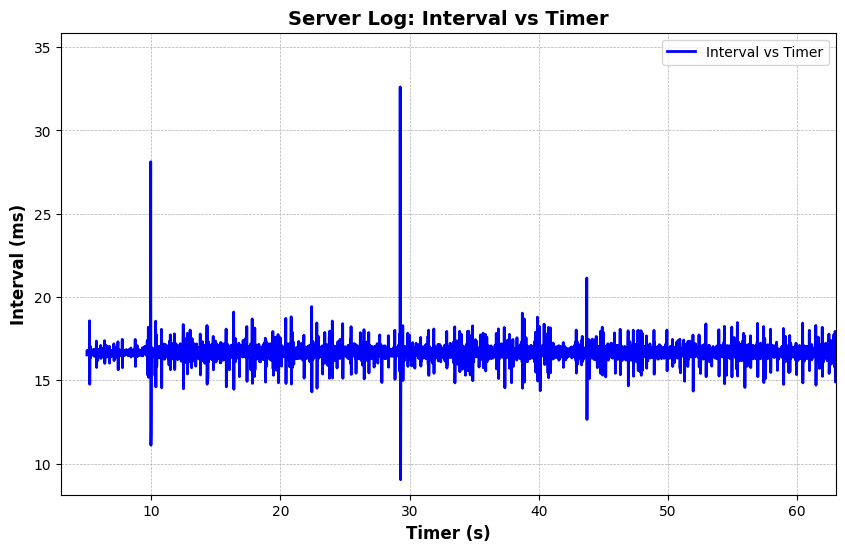 Server Log: Interval vs Timer
Interval vs Timer
Interval (ms)
35
30
25
20
15
10
10 20 30 40 50 60
Timer (s)